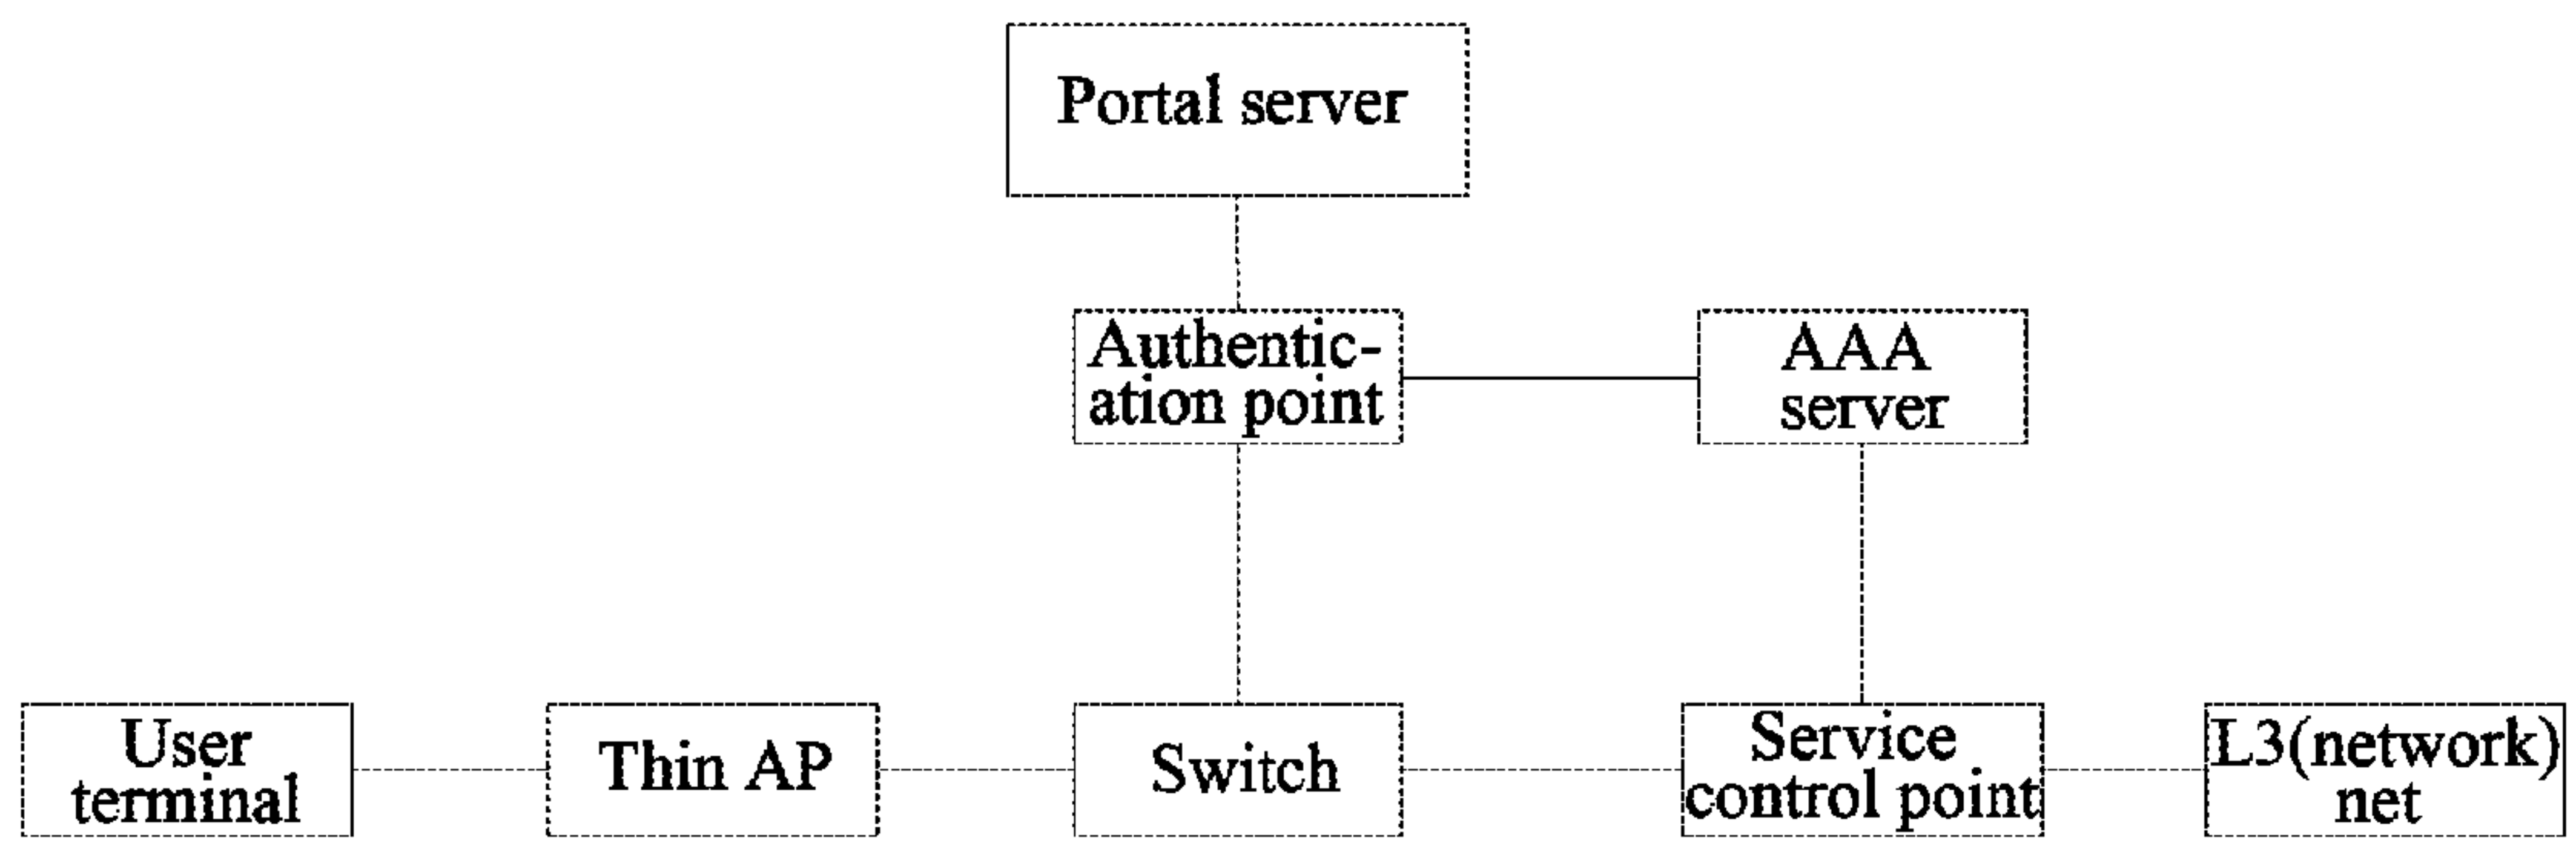 Portal server
Authentic-
ation point
AAA
server
User
terminal
Thin AP
Switch
Service
control point
L3(network)
net